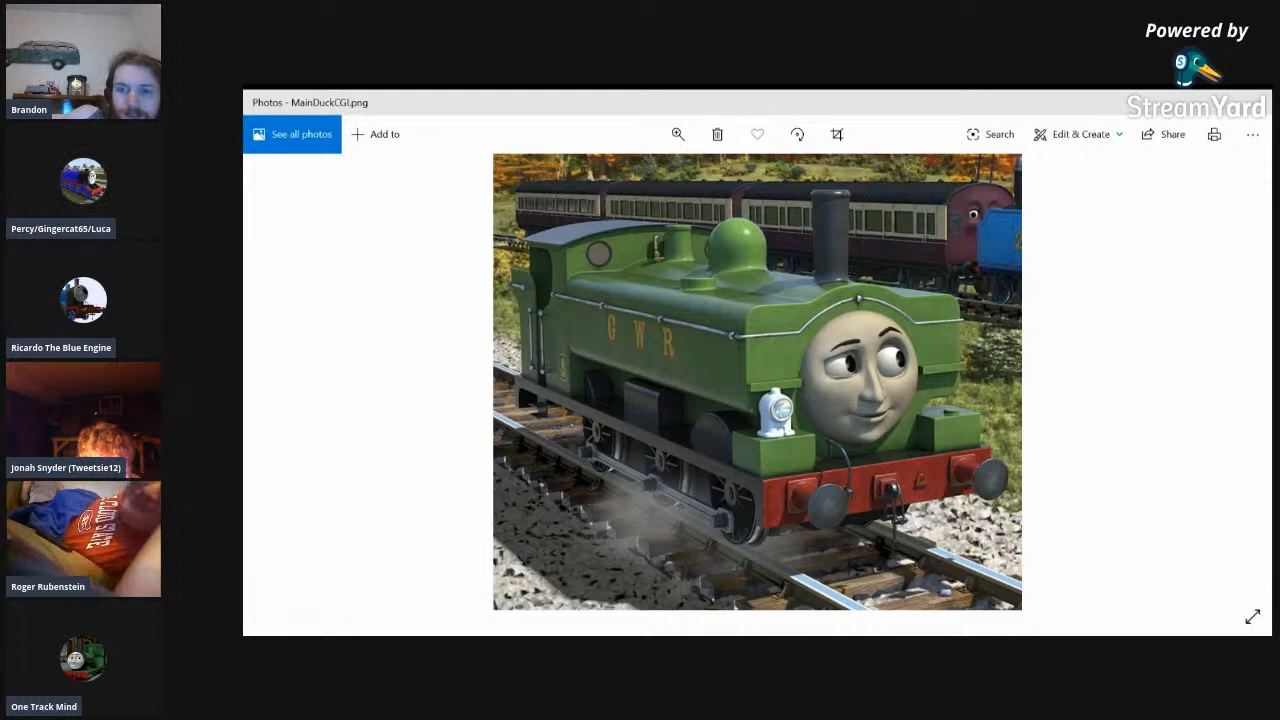 Powered by
StreamYard
Brandon
Percy/Gingercat65/Luca
Ricardo The Blue Engine
Jonah Snyder (Tweetsie12)
Roger Rubenstein
One Track Mind
Photos - MainDuckCGI.png
See all photos
Add to
Search
Edit & Create
Share
G W R
8